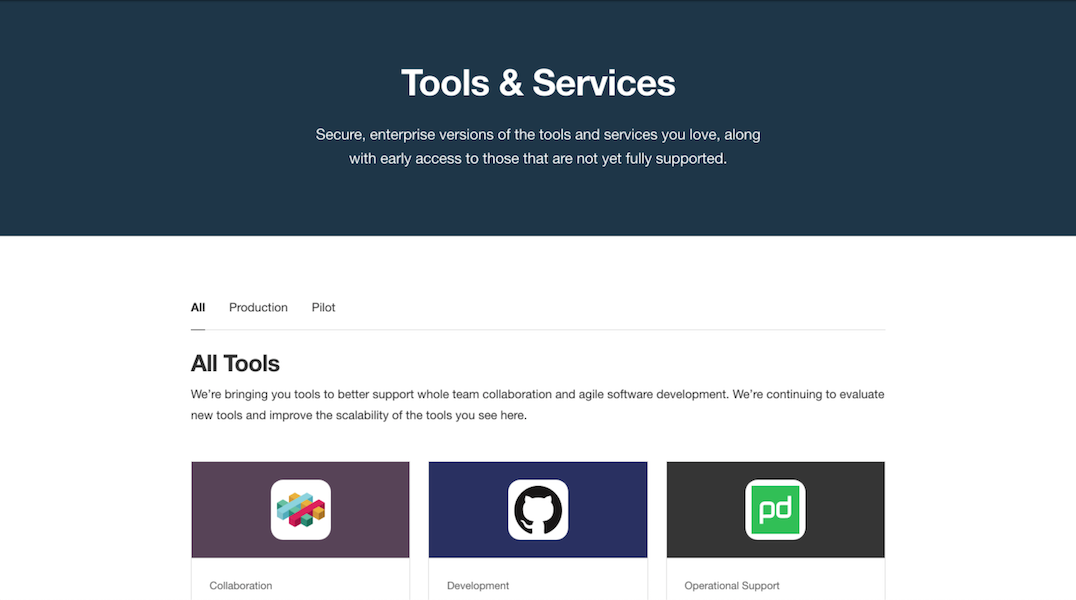 Tools & Services
Secure, enterprise versions of the tools and services you love, along
with early access to those that are not yet fully supported.
All Production Pilot
All Tools
We’re bringing you tools to better support whole team collaboration and agile software development. We’re continuing to evaluate
new tools and improve the scalability of the tools you see here.
pd
Collaboration Development Operational Support